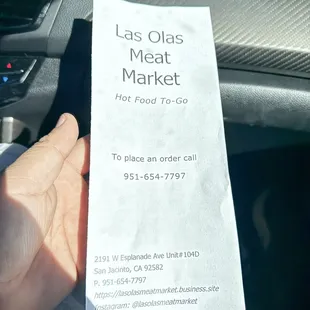 Las Olas
Meat
Market
Hot Food To-Go
To place an order call
951-654-7797
2191 W Esplanade Ave Unit#104D
San Jacinto, CA 92582
P. 951-654-7797
https://lasolasmeatmarket.business.site
Instagram: @lasolasmeatmarket